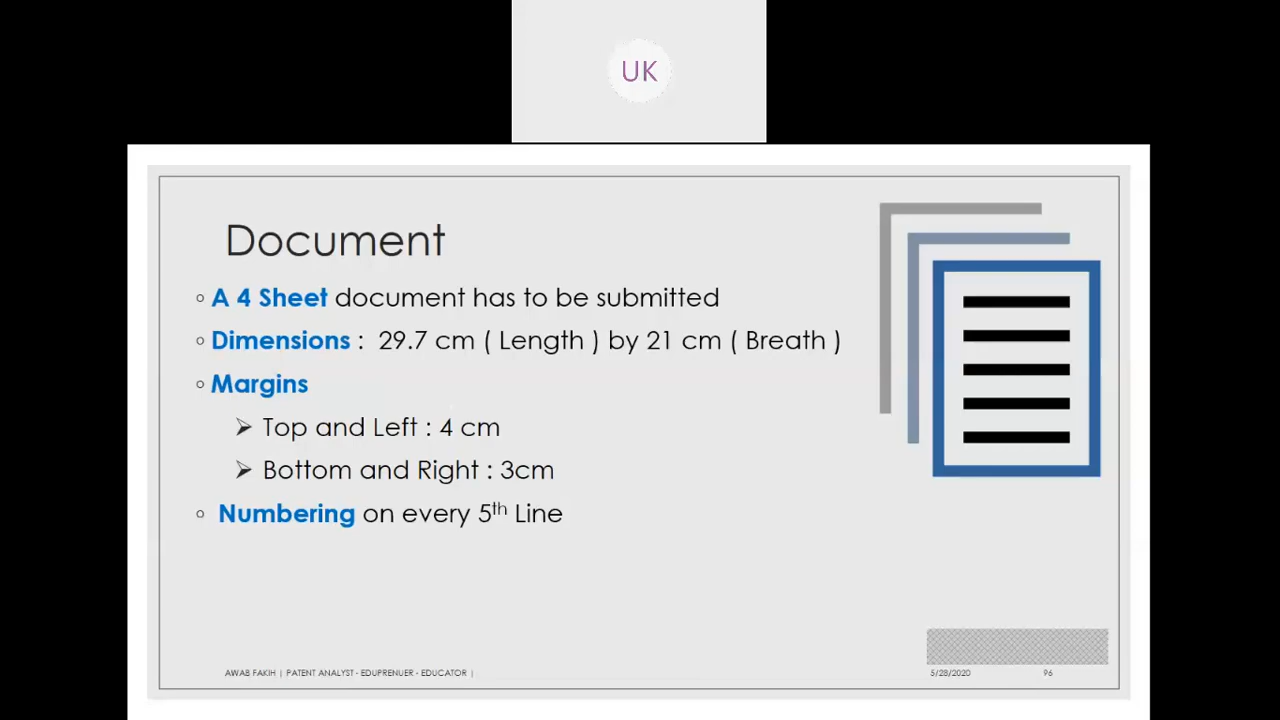 UK
Document
A 4 Sheet document has to be submitted
Dimensions : 29.7 cm ( Length ) by 21 cm ( Breath )
Margins
Top and Left : 4 cm
Bottom and Right : 3cm
Numbering on every 5th Line
AWAB FAKIH | PATENT ANALYST - EDUPRENUER - EDUCATOR |
5/28/2020
96